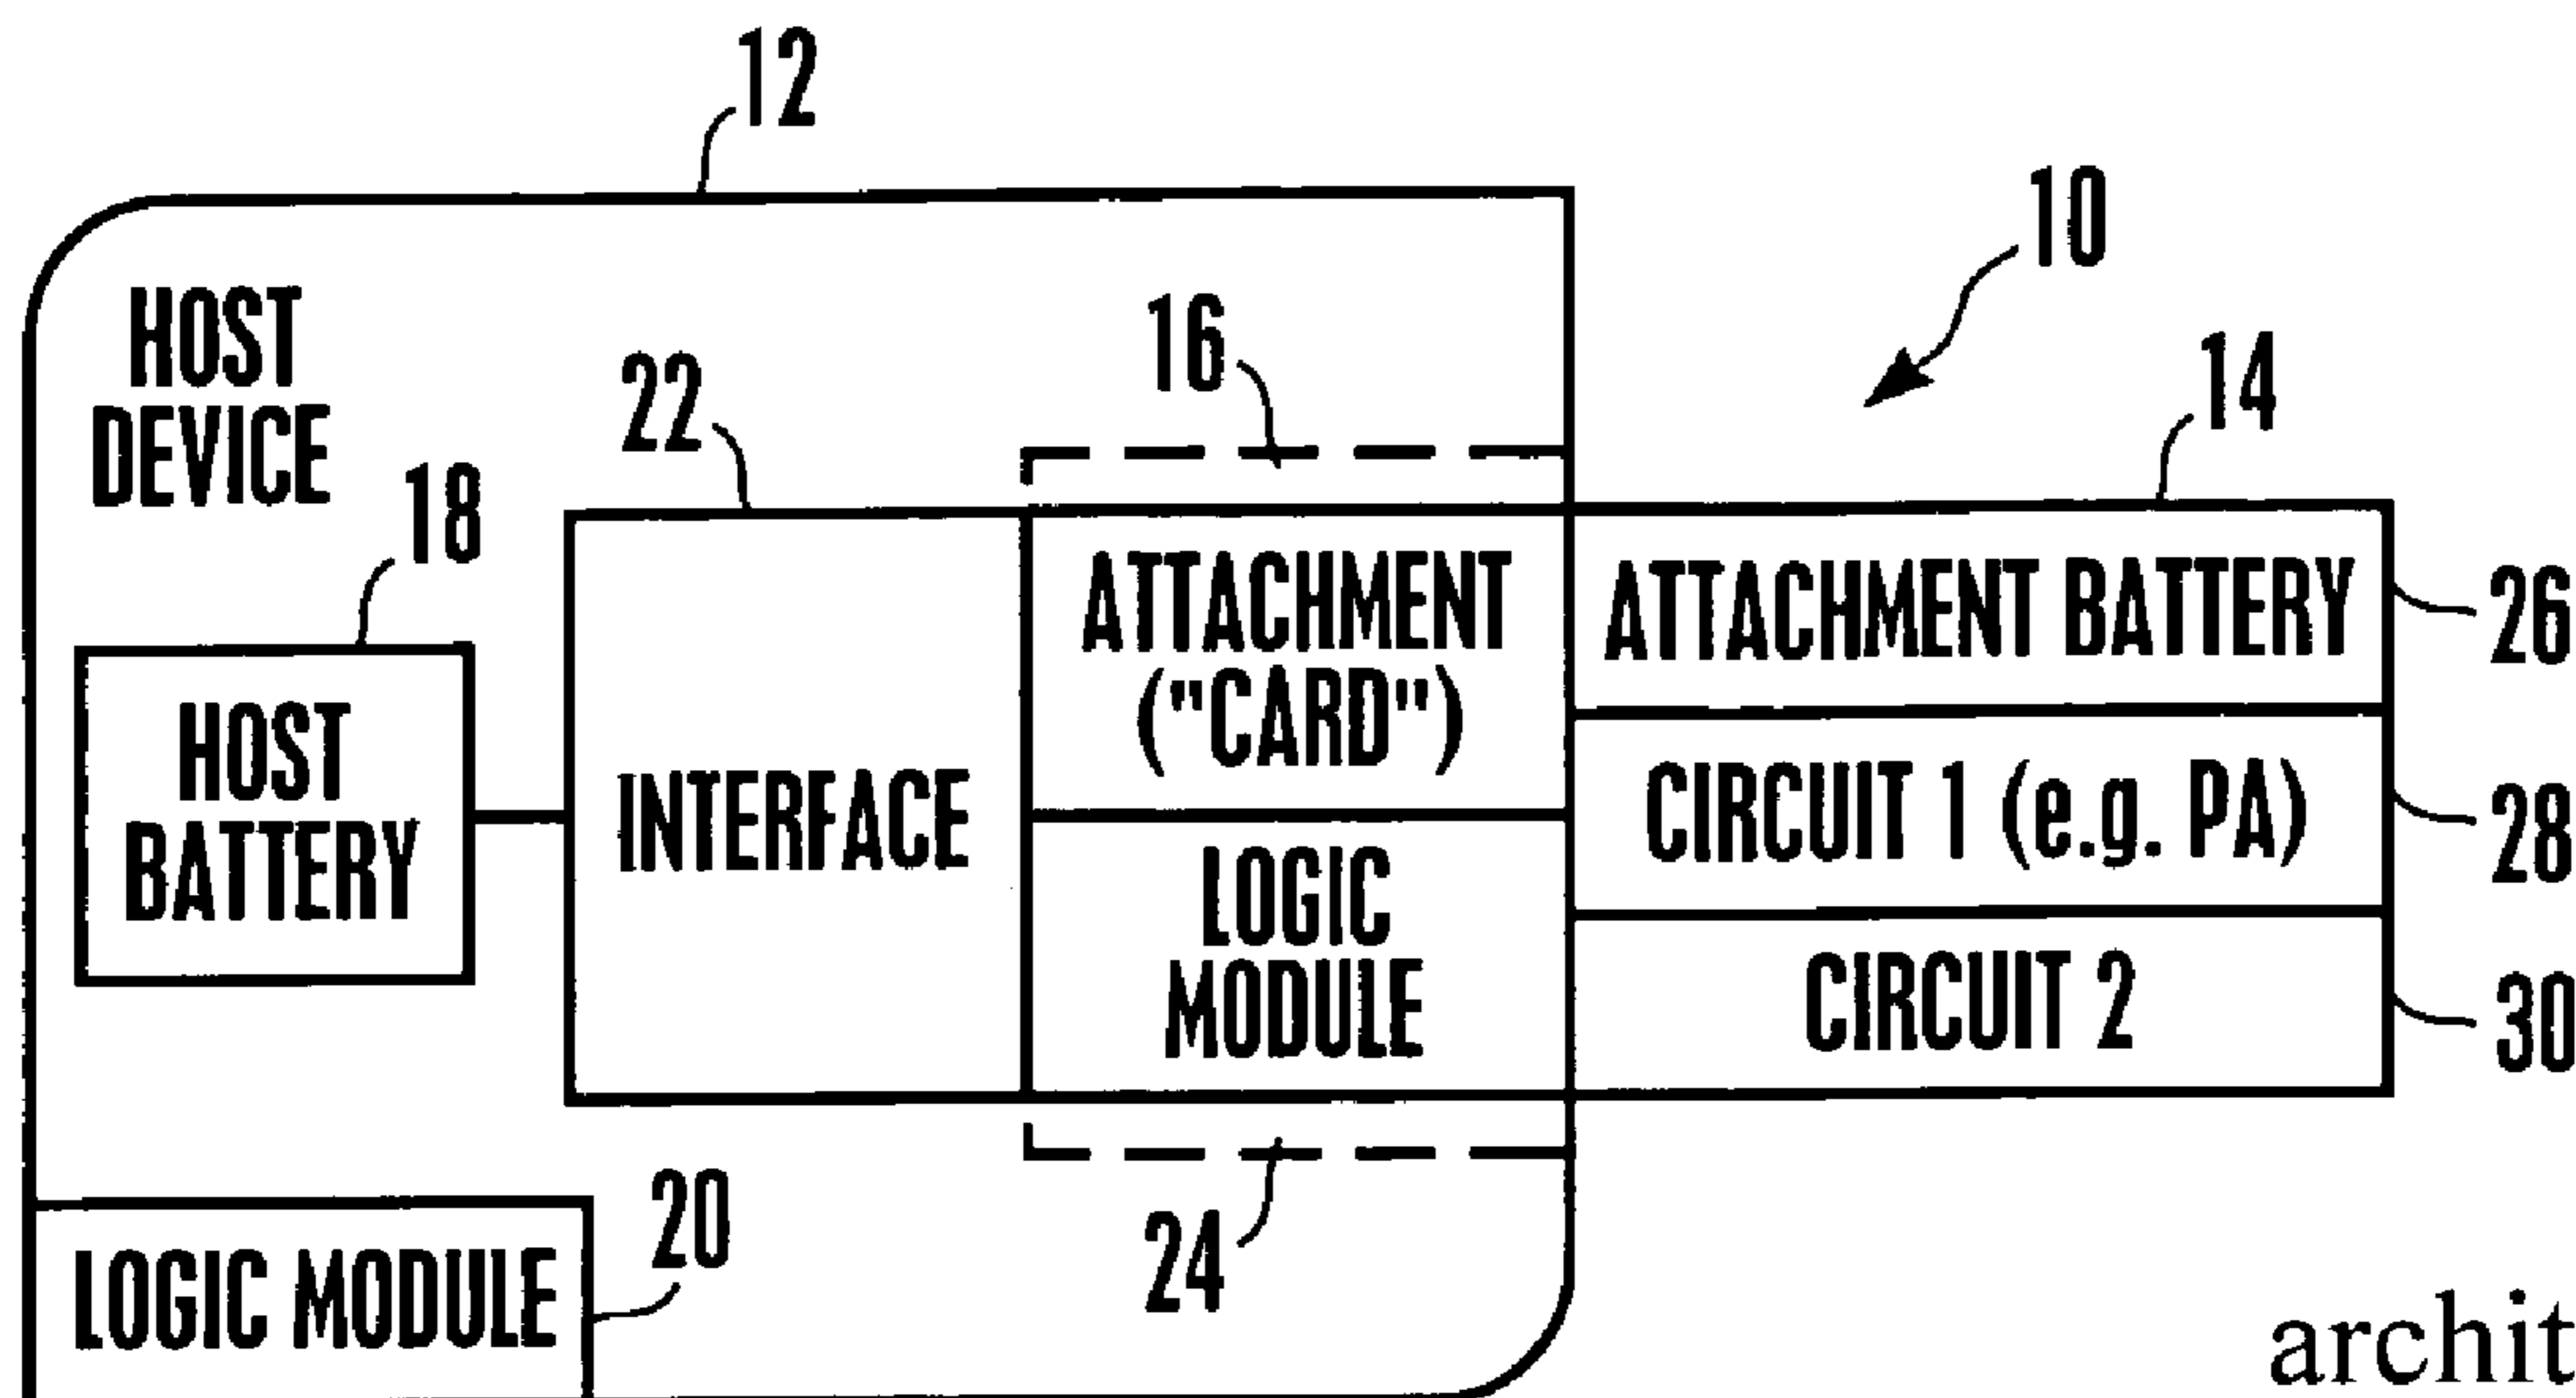 12
10
HOST
DEVICE
16
22
14
18
ATTACHMENT
("CARD")
ATTACHMENT BATTERY
26
HOST
BATTERY
INTERFACE
CIRCUIT 1 (e.g. PA)
28
LOGIC
MODULE
CIRCUIT 2
30
20
24
LOGIC MODULE
archit